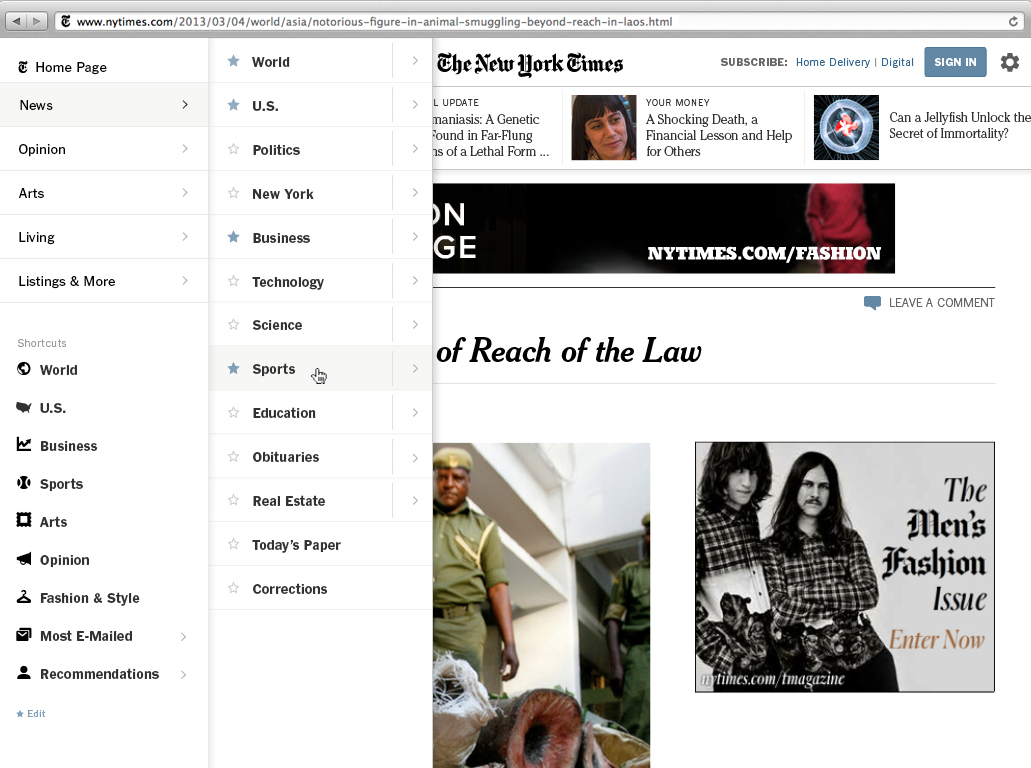 www.nytimes.com/2013/03/04/world/asia/notorious-figure-in-animal-smuggling-beyond-reach-in-laos.html
Home Page
News
Opinion
Arts
Living
Listings & More
Shortcuts
World
U.S.
Business
Sports
Arts
Opinion
Fashion & Style
Most E-Mailed
Recommendations
Edit
World
U.S.
Politics
New York
Business
Technology
Science
Sports
Education
Obituaries
Real Estate
Today's Paper
Corrections
The New York Times
SUBSCRIBE: Home Delivery | Digital
SIGN IN
L UPDATE
maniasis: A Genetic
Found in Far-Flung
ns of a Lethal Form ...
YOUR MONEY
A Shocking Death, a
Financial Lesson and Help
for Others
Can a Jellyfish Unlock the
Secret of Immortality?
ON
GE
NYTIMES.COM/FASHION
LEAVE A COMMENT
of Reach of the Law
The
Men's
Fashion
Issue
Enter Now
nytimes.com/tmagazine